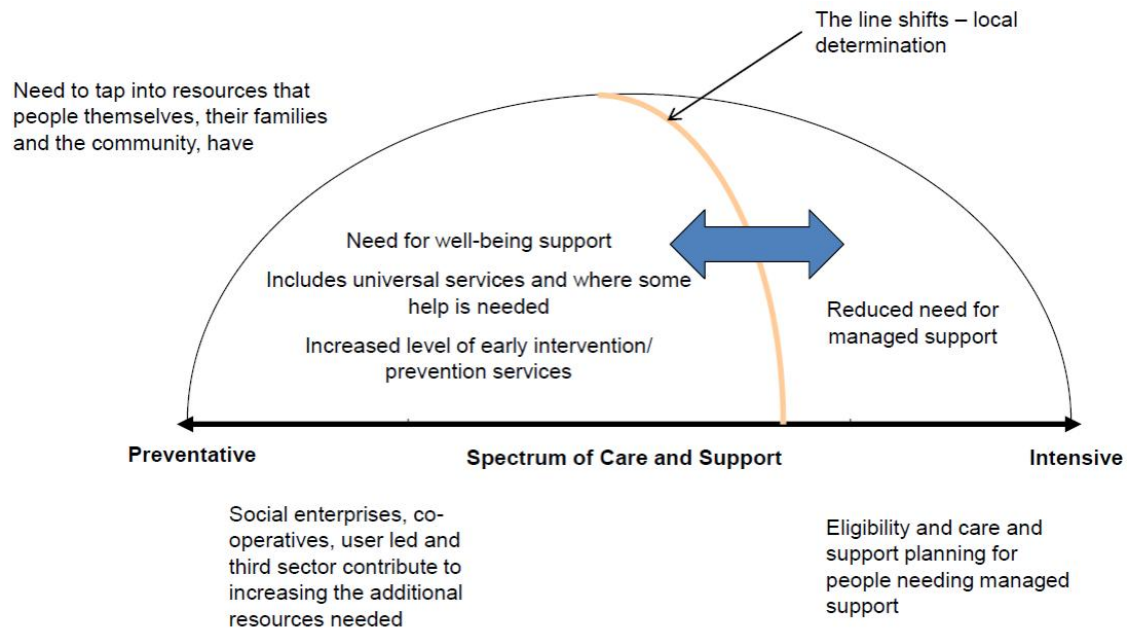 The line shifts – local
determination
Need to tap into resources that
people themselves, their families
and the community, have
Need for well-being support
Includes universal services and where some
help is needed
Increased level of early intervention/
prevention services
Reduced need for
managed support
Preventative
Spectrum of Care and Support
Intensive
Social enterprises, co-
operatives, user led and
third sector contribute to
increasing the additional
resources needed
Eligibility and care and
support planning for
people needing managed
support